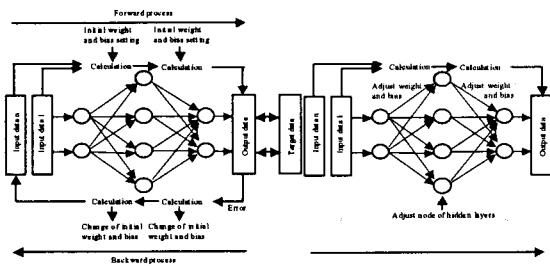 Forward process
Initial weight
and bias setting
Initial weight
and bias setting
Calculation
Calculation
Input data n
Input data 1
Output data
Target data
Calculation
Calculation
Error
Change of initial
weight and bias
Change of initial
weight and bias
Backward process
Input data n
Input data 1
Calculation
Calculation
Adjust weight
and bias
Adjust weight
and bias
Output data
Adjust node of hidden layers